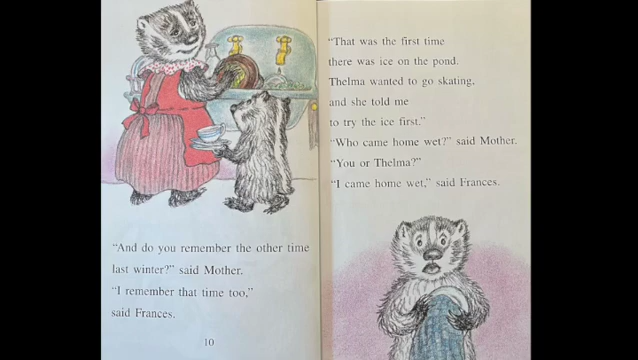 "And do you remember the other time
last winter?" said Mother.
"I remember that time too,"
said Frances.
10
"That was the first time
there was ice on the pond.
Thelma wanted to go skating,
and she told me
to try the ice first."
"Who came home wet?" said Mother.
"You or Thelma?"
"I came home wet," said Frances.